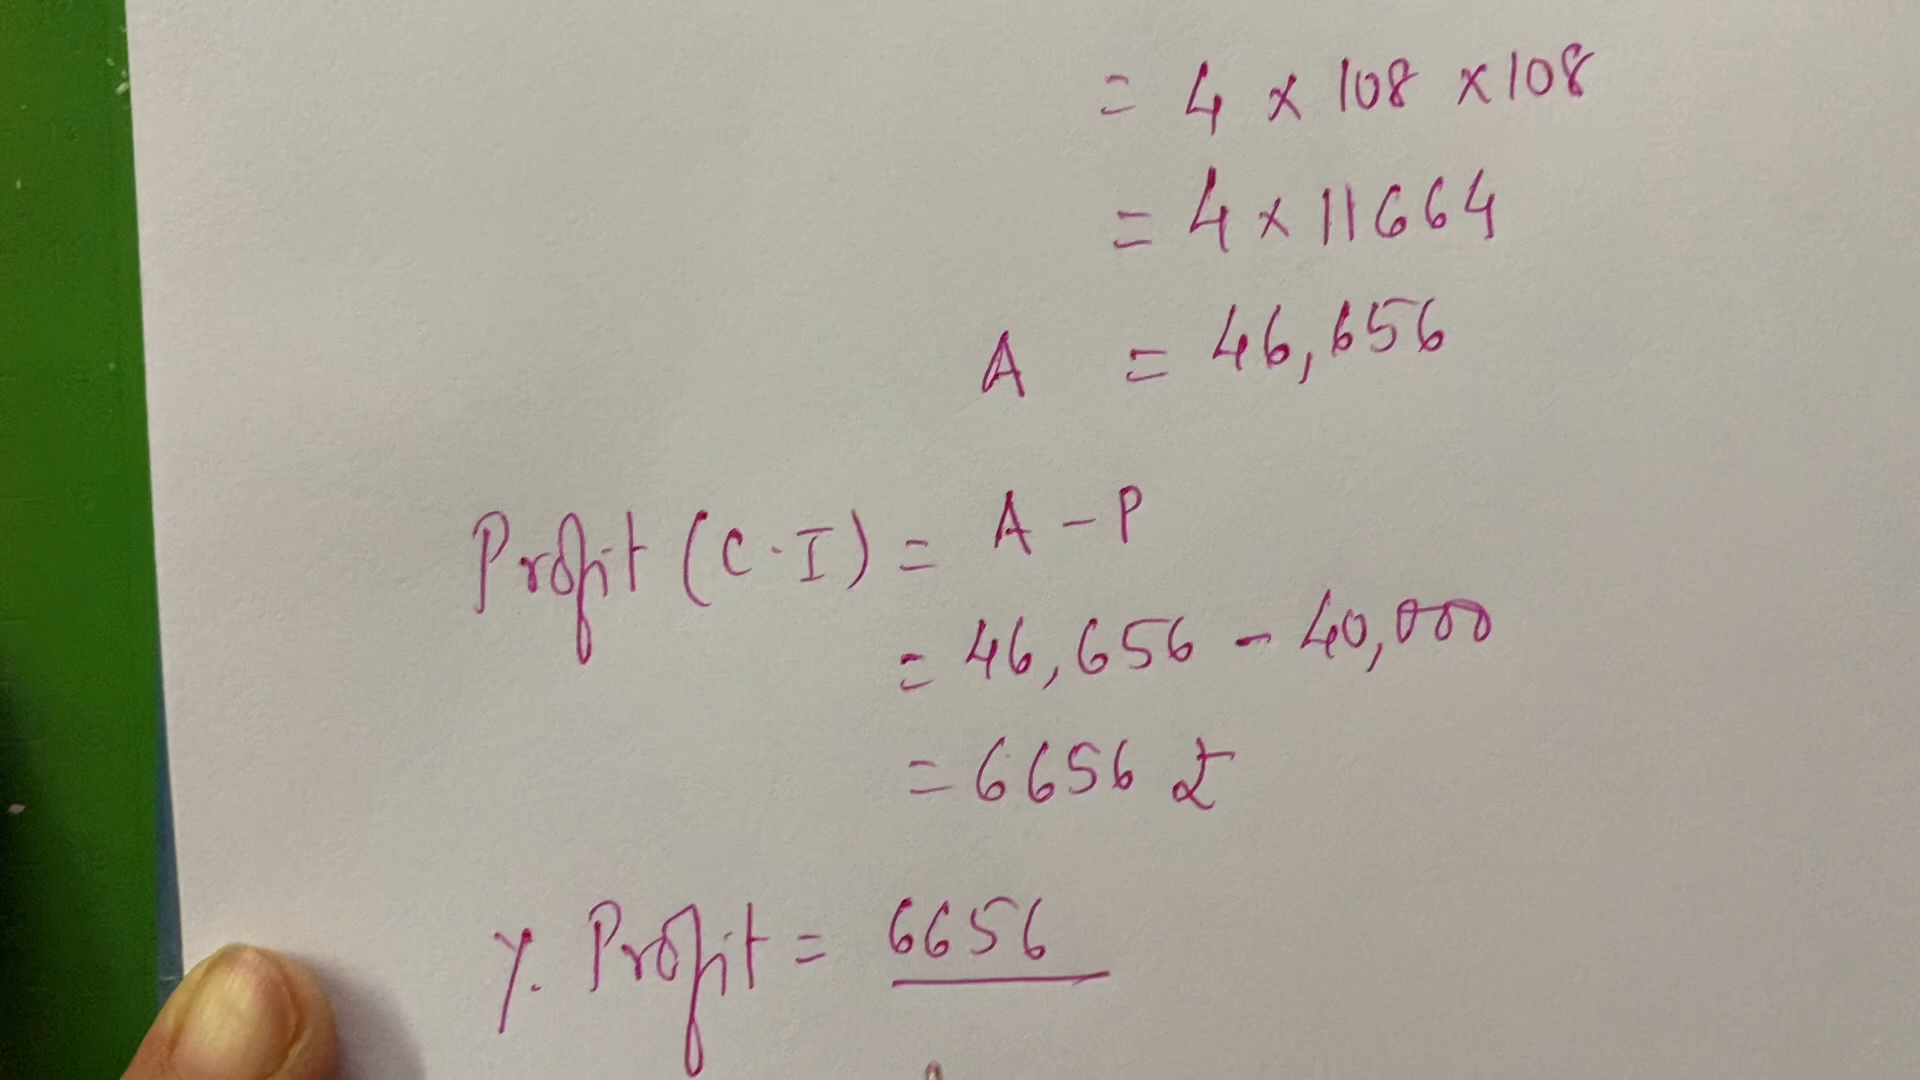 = 4 × 108 × 108
= 4 × 11664
A = 46,656
Profit (C.I) = A - P
= 46,656 - 40,000
= 6656 ₹
%. Profit = 6656